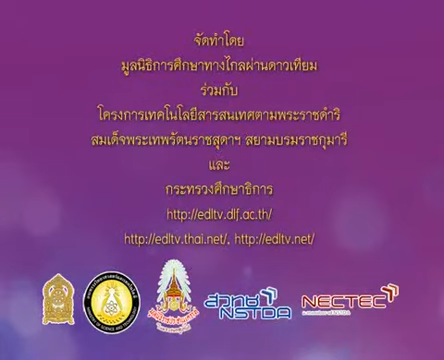 จัดทำโดย
มูลนิธิการศึกษาทางไกลผ่านดาวเทียม
ร่วมกับ
โครงการเทคโนโลยีสารสนเทศตามพระราชดำริ
สมเด็จพระเทพรัตนราชสุดาฯ สยามบรมราชกุมารี
และ
กระทรวงศึกษาธิการ
http://edltv.dlf.ac.th/
http://edltv.thai.net/, http://edltv.net/
สวทช NECTEC
NSTDA